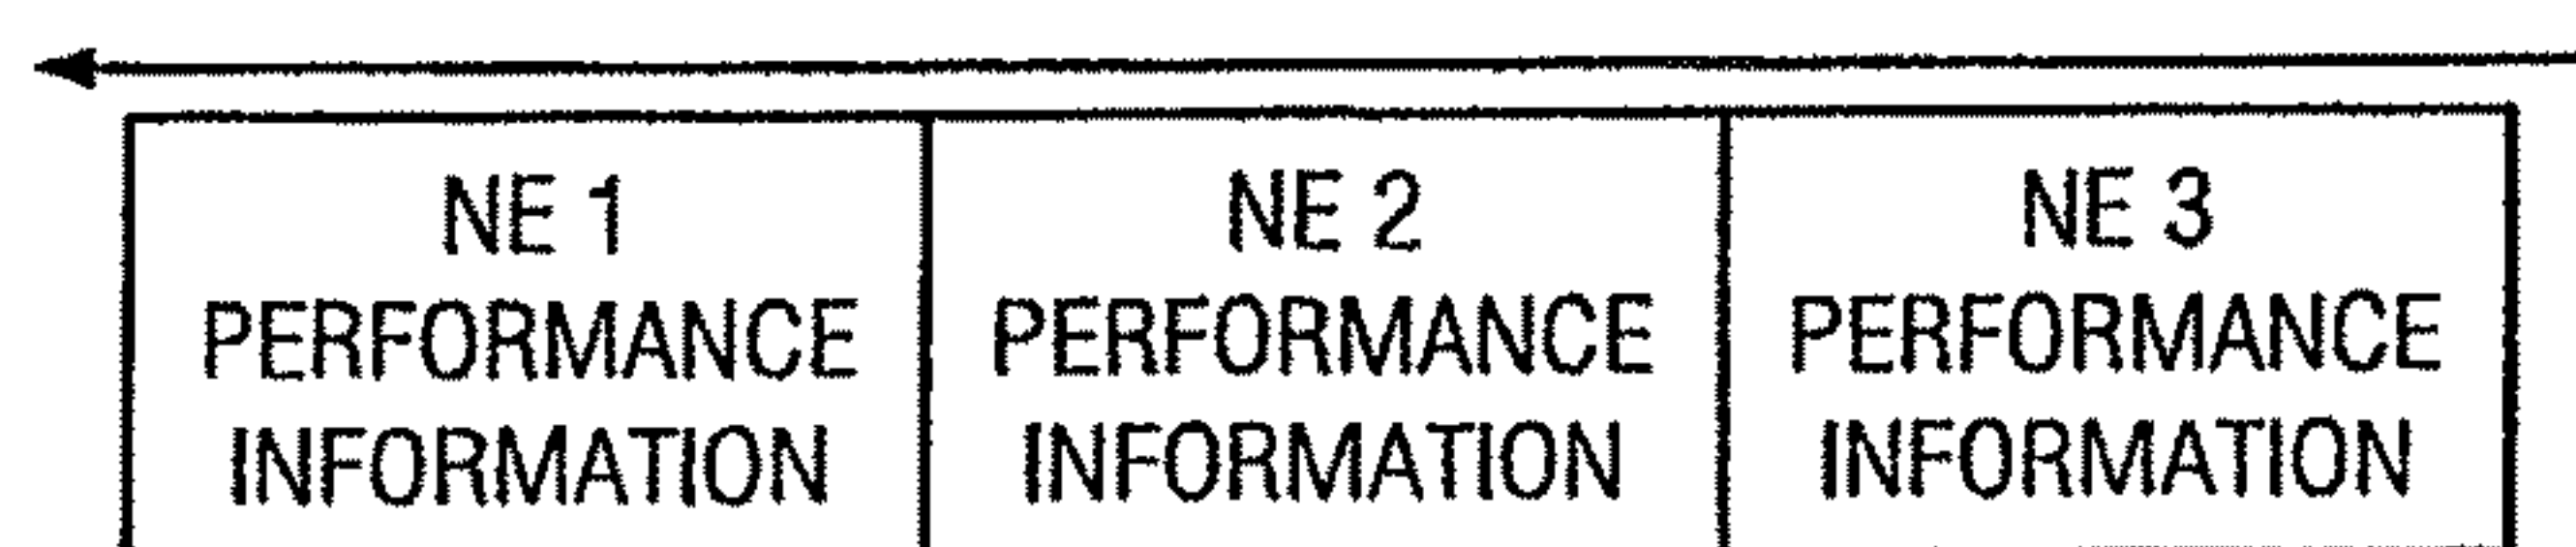 NE 1
PERFORMANCE
INFORMATION
NE 2
PERFORMANCE
INFORMATION
NE 3
PERFORMANCE
INFORMATION